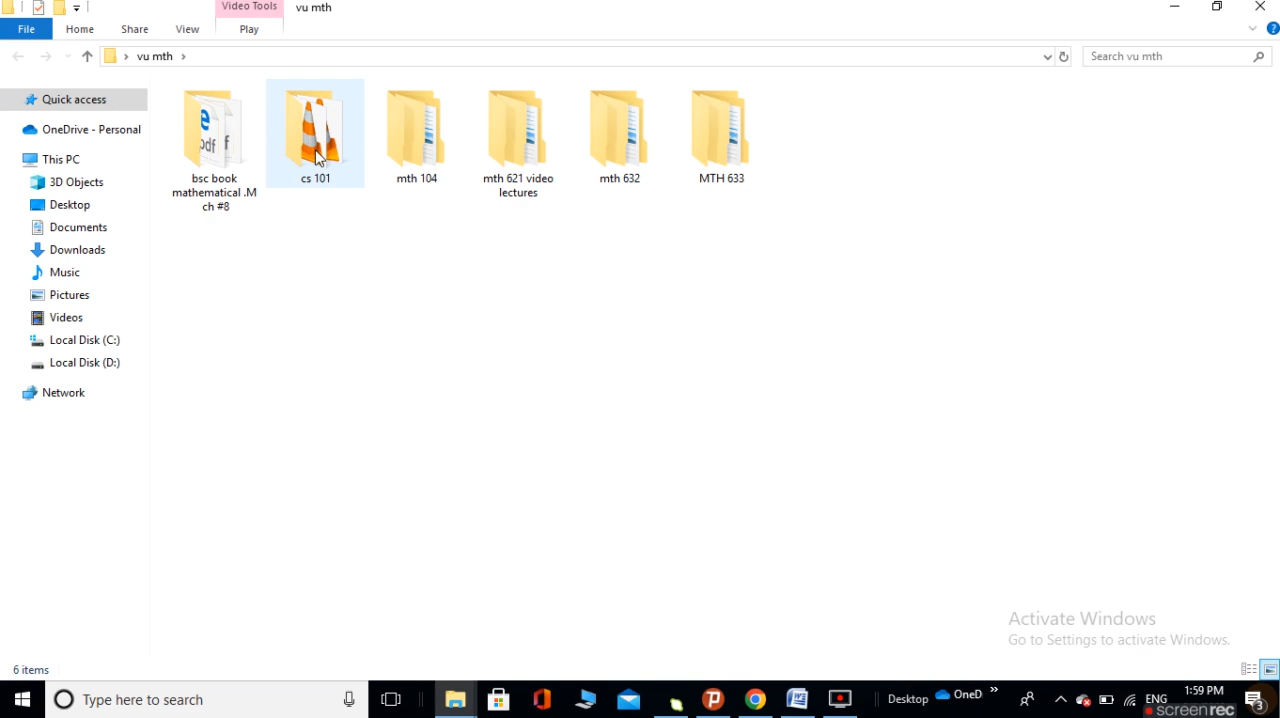 Video Tools
vu mth
File
Home
Share
View
Play
vu mth
Search vu mth
Quick access
OneDrive - Personal
This PC
3D Objects
Desktop
Documents
Downloads
Music
Pictures
Videos
Local Disk (C:)
Local Disk (D:)
Network
pdf
bsc book
mathematical .M
ch #8
cs 101
mth 104
mth 621 video
lectures
mth 632
MTH 633
Activate Windows
Go to Settings to activate Windows.
6 items
Type here to search
Desktop
OneD
ENG
1:59 PM
3
screenrec